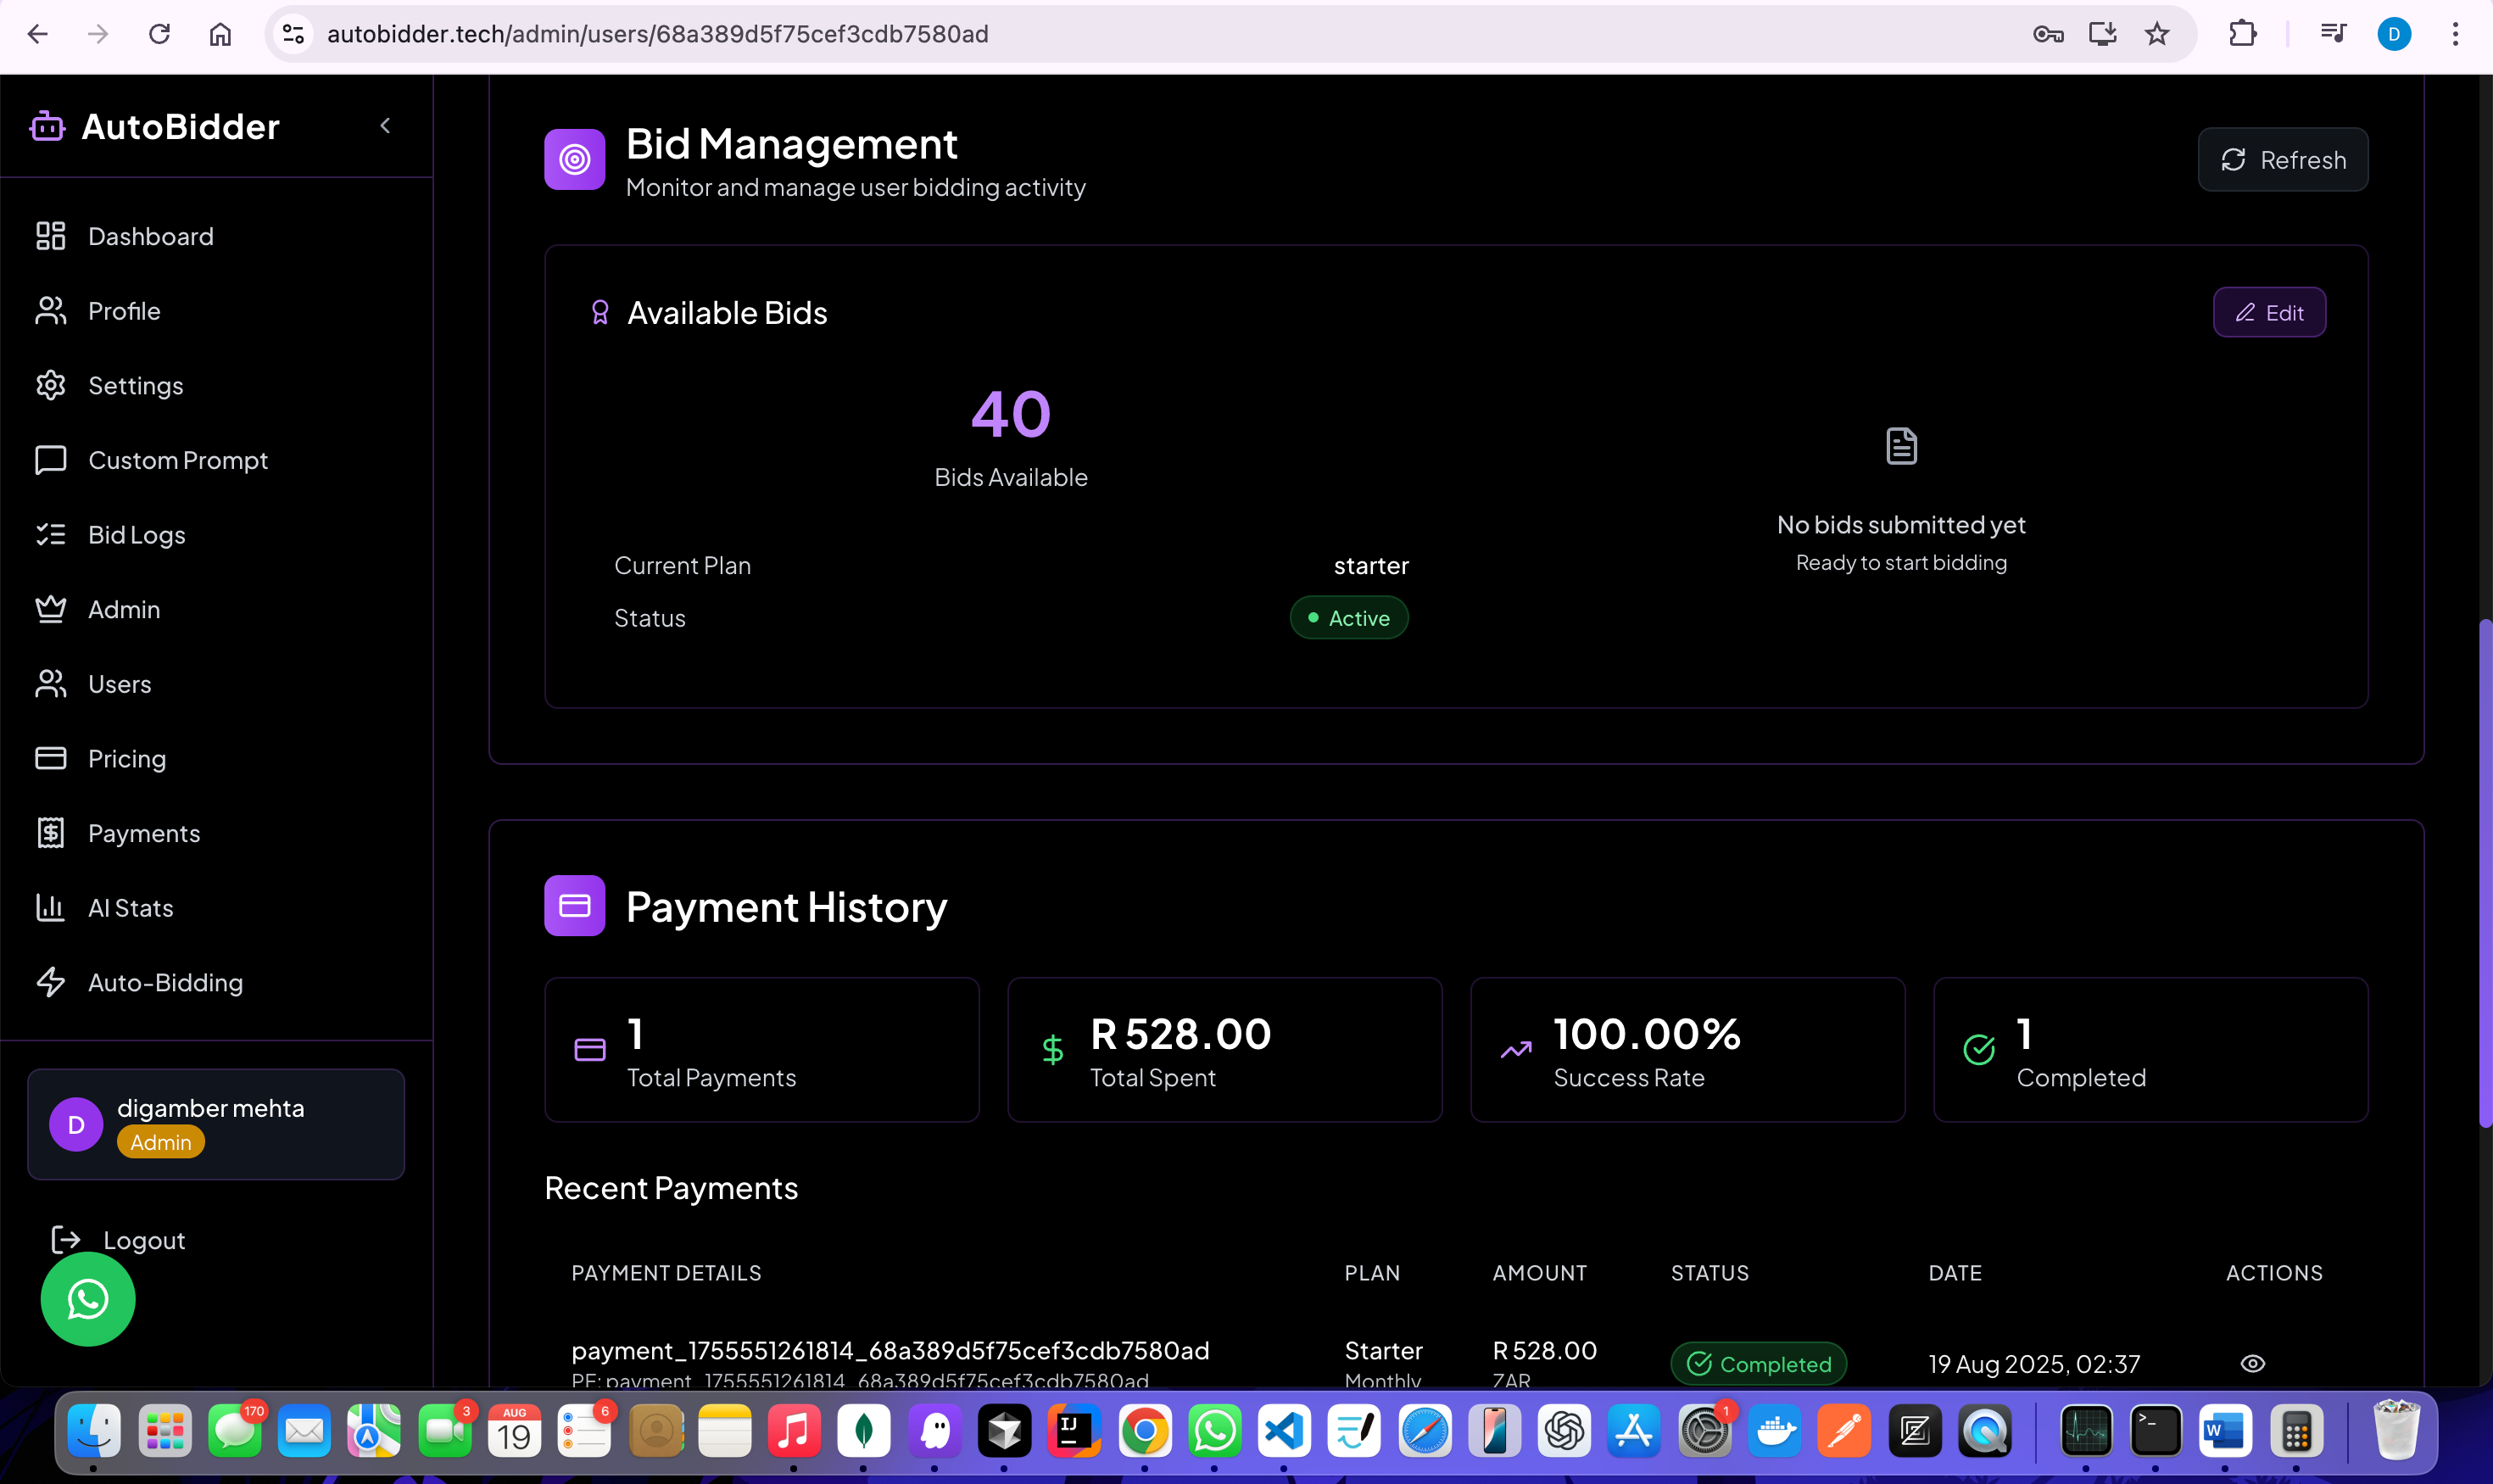 autobidder.tech/admin/users/68a389d5f75cef3cdb7580ad
D
AutoBidder
Dashboard
Profile
Settings
Custom Prompt
Bid Logs
Admin
Users
Pricing
Payments
AI Stats
Auto-Bidding
D
digamber mehta
Admin
Logout
Bid Management
Monitor and manage user bidding activity
Refresh
Available Bids
Edit
40
Bids Available
Current Plan
starter
Status
Active
No bids submitted yet
Ready to start bidding
Payment History
1
Total Payments
R 528.00
Total Spent
100.00%
Success Rate
1
Completed
Recent Payments
PAYMENT DETAILS PLAN AMOUNT STATUS DATE ACTIONS
payment_1755551261814_68a389d5f75cef3cdb7580ad Starter R 528.00 Completed 19 Aug 2025, 02:37
PF: payment_1755551261814_68a389d5f75cef3cdb7580ad Monthly ZAR
170
3
AUG
19
6
IJ
1
>_
W